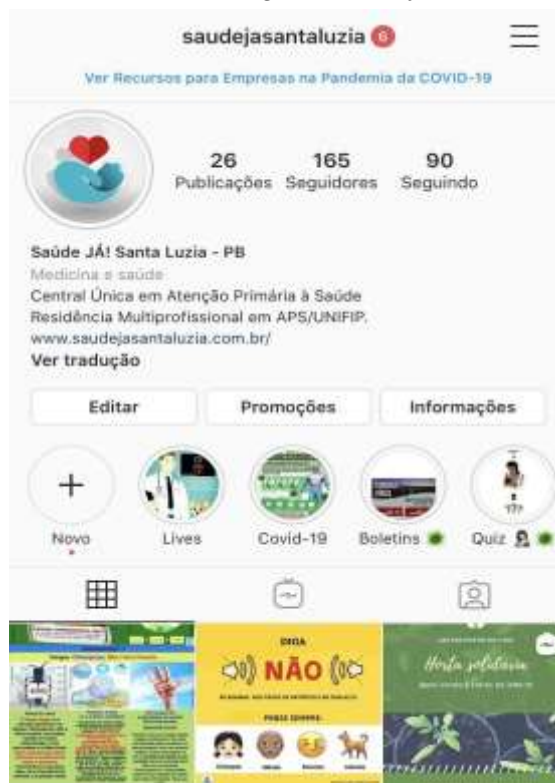 saudejasantaluzia 6
Ver Recursos para Empresas na Pandemia da COVID-19
26 165 90
Publicações Seguidores Seguindo
Saúde JÁ! Santa Luzia - PB
Medicina e saúde
Central Única em Atenção Primária à Saúde
Residência Multiprofissional em APS/UNIFIP.
www.saudejasantaluzia.com.br/
Ver tradução
Editar Promoções Informações
Novo Lives Covid-19 Boletins Quiz
DIGA
NÃO
Horta solidária